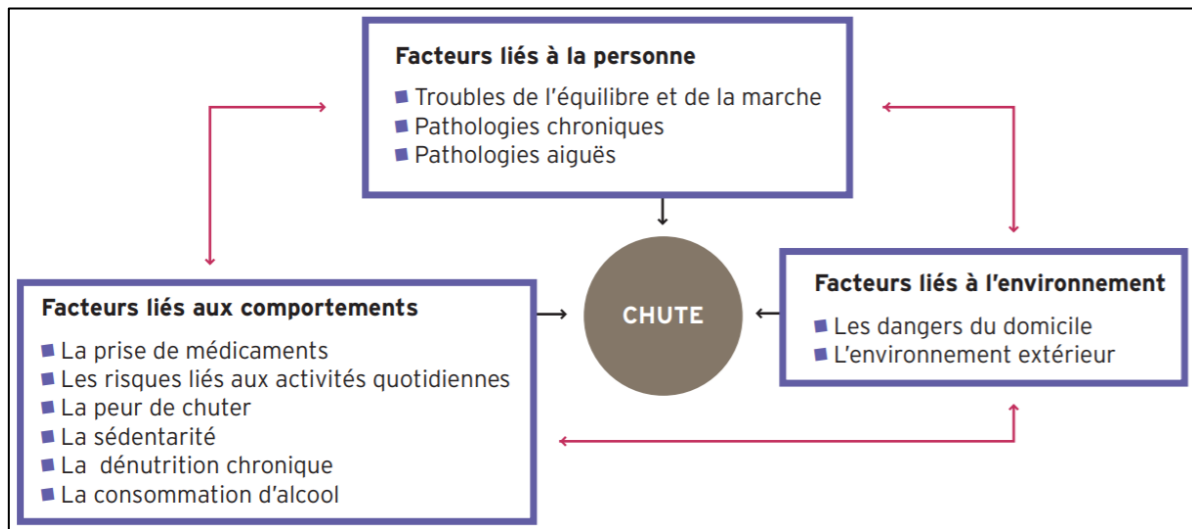 Facteurs liés à la personne
Troubles de l'équilibre et de la marche
Pathologies chroniques
Pathologies aiguës
Facteurs liés aux comportements
La prise de médicaments
Les risques liés aux activités quotidiennes
La peur de chuter
La sédentarité
La dénutrition chronique
La consommation d'alcool
CHUTE
Facteurs liés à l'environnement
Les dangers du domicile
L'environnement extérieur